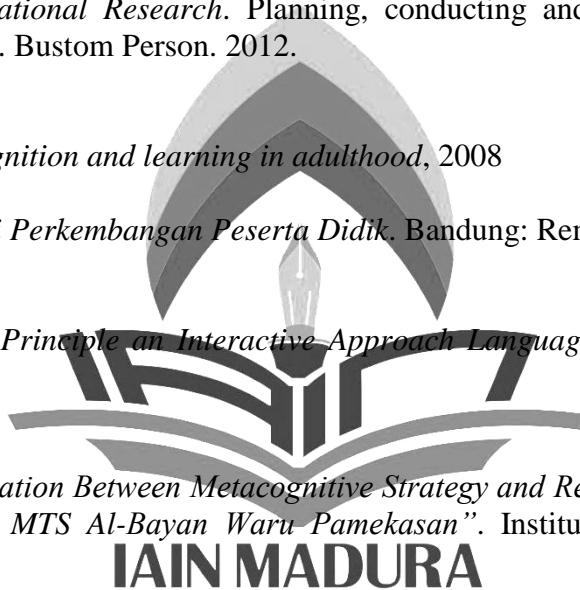 ational Research. Planning, conducting and
. Bustom Person. 2012.
gnition and learning in adulthood, 2008
i Perkembangan Peserta Didik. Bandung: Rem
Principle an Interactive Approach Languag
ation Between Metacognitive Strategy and Re
MTS Al-Bayan Waru Pamekasan”. Institu
IAIN MADURA